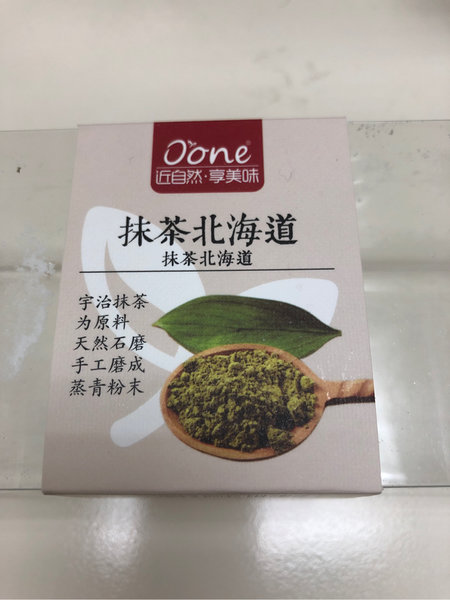 O'one®
近自然·享美味
抹茶北海道
抹茶北海道
宇治抹茶
为原料
天然石磨
手工磨成
蒸青粉末